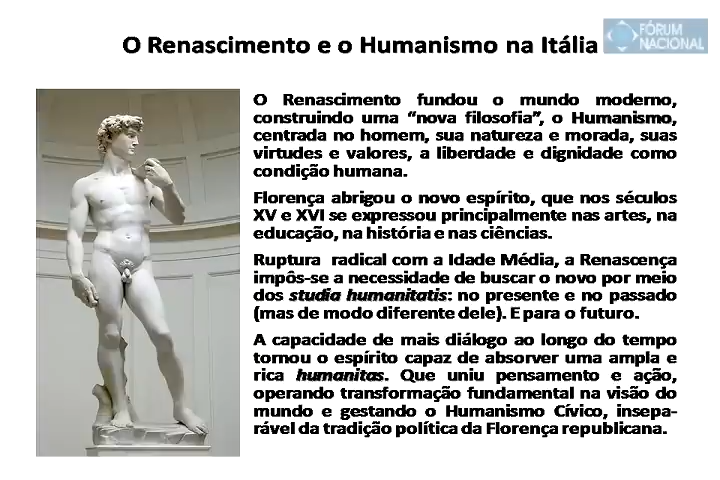 O Renascimento e o Humanismo na Itália
FÓRUM
NACIONAL
O Renascimento fundou o mundo moderno,
construindo uma “nova filosofia”, o Humanismo,
centrada no homem, sua natureza e morada, suas
virtudes e valores, a liberdade e dignidade como
condição humana.
Florença abrigou o novo espírito, que nos séculos
XV e XVI se expressou principalmente nas artes, na
educação, na história e nas ciências.
Ruptura radical com a Idade Média, a Renascença
impôs-se a necessidade de buscar o novo por meio
dos studia humanitatis: no presente e no passado
(mas de modo diferente dele). E para o futuro.
A capacidade de mais diálogo ao longo do tempo
tornou o espírito capaz de absorver uma ampla e
rica humanitas. Que uniu pensamento e ação,
operando transformação fundamental na visão do
mundo e gestando o Humanismo Cívico, insepa-
rável da tradição política da Florença republicana.